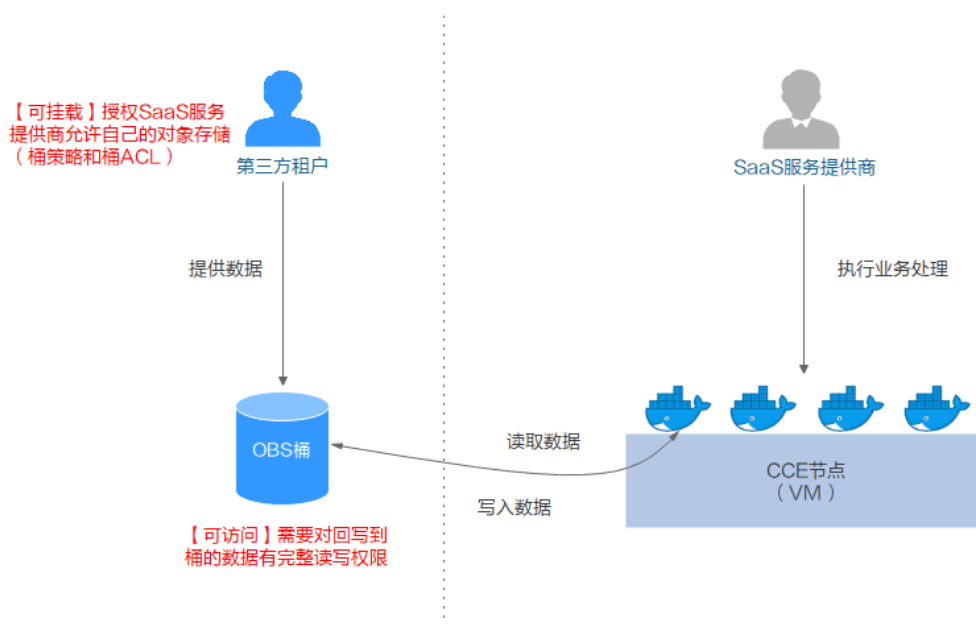 【可挂载】授权SaaS服务
提供商允许自己的对象存储
（桶策略和桶ACL）
第三方租户
SaaS服务提供商
提供数据
执行业务处理
OBS桶
读取数据
写入数据
CCE节点
（VM）
【可访问】需要对回写到
桶的数据有完整读写权限